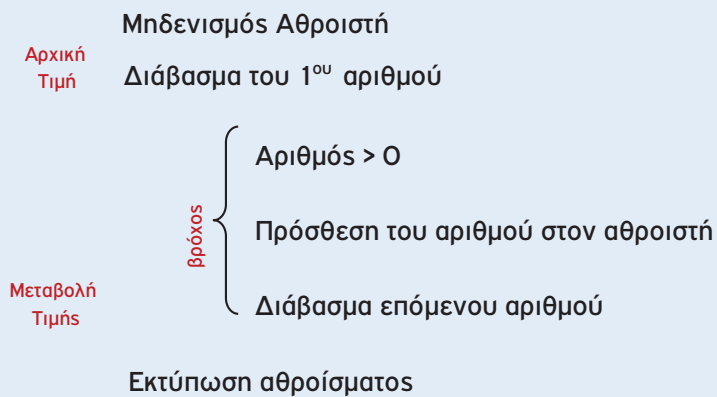 Μηδενισμός Αθροιστή
Αρχική
Τιμή
Διάβασμα του 1ου αριθμού
Αριθμός > 0
βρόχος
Πρόσθεση του αριθμού στον αθροιστή
Μεταβολή
Τιμής
Διάβασμα επόμενου αριθμού
Εκτύπωση αθροίσματος